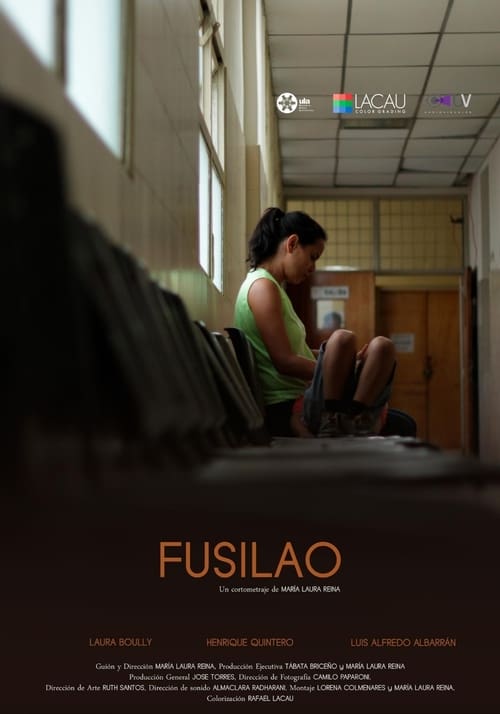 ula
LACAU
COLOR GRADING
FUSILAO
Un cortometraje de MARÍA LAURA REINA
LAURA BOULLY HENRIQUE QUINTERO LUIS ALFREDO ALBARRÁN
Guión y Dirección MARÍA LAURA REINA, Producción Ejecutiva TÁBATA BRICEÑO y MARÍA LAURA REINA
Producción General JOSE TORRES, Dirección de Fotografía CAMILO PAPARONI.
Dirección de Arte RUTH SANTOS, Dirección de sonido ALMACLARA RADHARANI, Montaje LORENA COLMENARES y MARÍA LAURA REINA.
Colorización RAFAEL LACAU